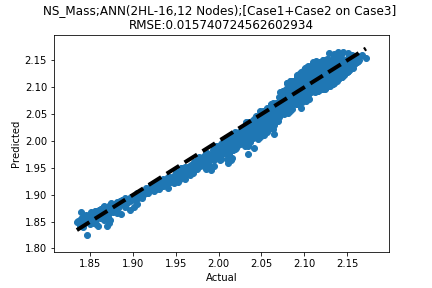 NS_Mass;ANN(2HL-16,12 Nodes);[Case1+Case2 on Case3]
RMSE:0.015740724562602934
2.15
2.10
2.05
2.00
1.95
1.90
1.85
1.80
Predicted
1.85 1.90 1.95 2.00 2.05 2.10 2.15
Actual